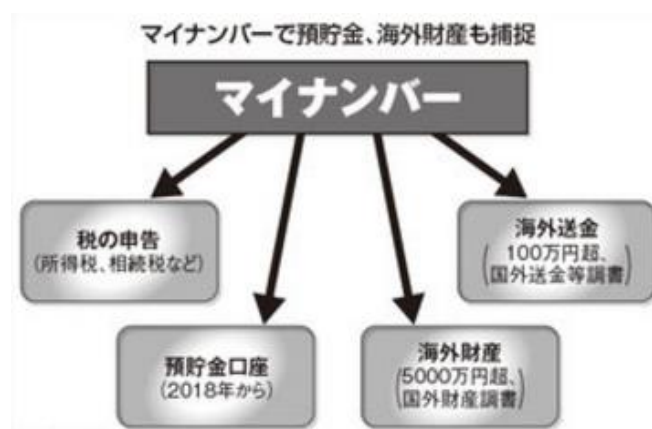 マイナンバーで預貯金、海外財産も捕捉
マイナンバー
税の申告
(所得税、相続税など)
海外送金
(100万円超、
国外送金等調書)
預貯金口座
(2018年から)
海外財産
(5000万円超、
国外財産調書)